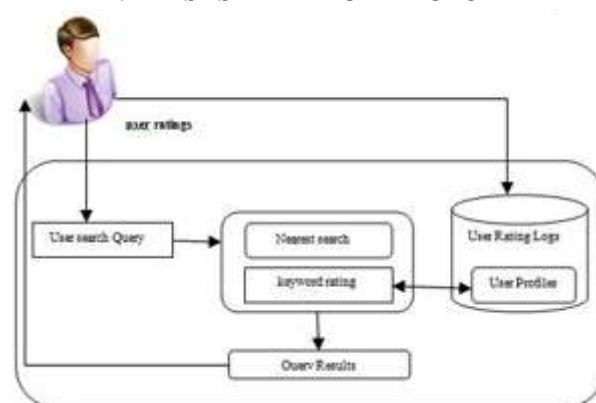 user ratings
User search Query
Nearest search
User Rating Logs
keyword rating
User Profiles
Query Results